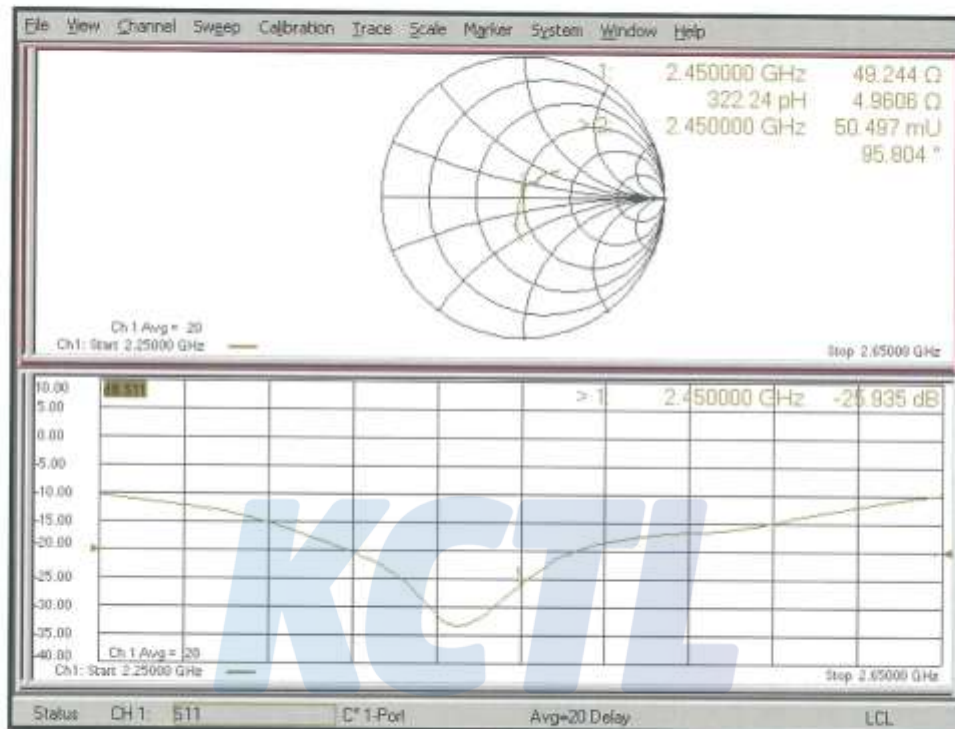 File View Channel Sweep Calibration Trace Scale Marker System Window Help
1: 2.450000 GHz 49.244 Ω
322.24 pH 4.9606 Ω
> 2: 2.450000 GHz 50.497 mU
95.804 °
Ch 1 Avg = 20
Ch1: Start 2.25000 GHz
Stop 2.65000 GHz
10.00
5.00
0.00
-5.00
-10.00
-15.00
-20.00
-25.00
-30.00
-35.00
-40.00
> 1: 2.450000 GHz -25.935 dB
1
KCTL
Ch 1 Avg = 20
Ch1: Start 2.25000 GHz
Stop 2.65000 GHz
Status CH 1: S11 C* 1-Port Avg=20 Delay LCL